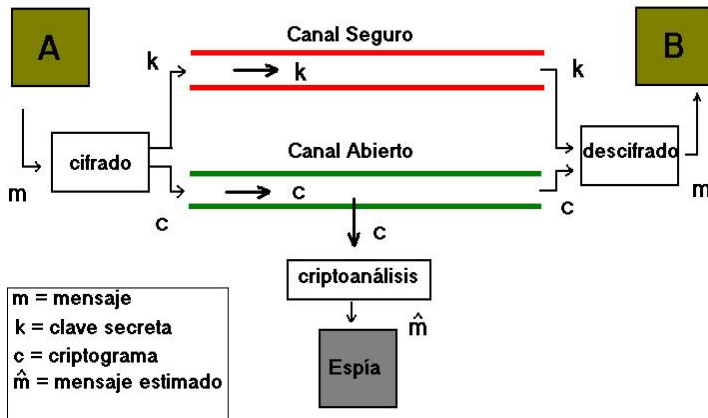 A
Canal Seguro
B
k
k
k
cifrado
Canal Abierto
descifrado
m
c
c
c
m
c
criptoanálisis
m̂
Espía
m = mensaje
k = clave secreta
c = criptograma
m̂ = mensaje estimado